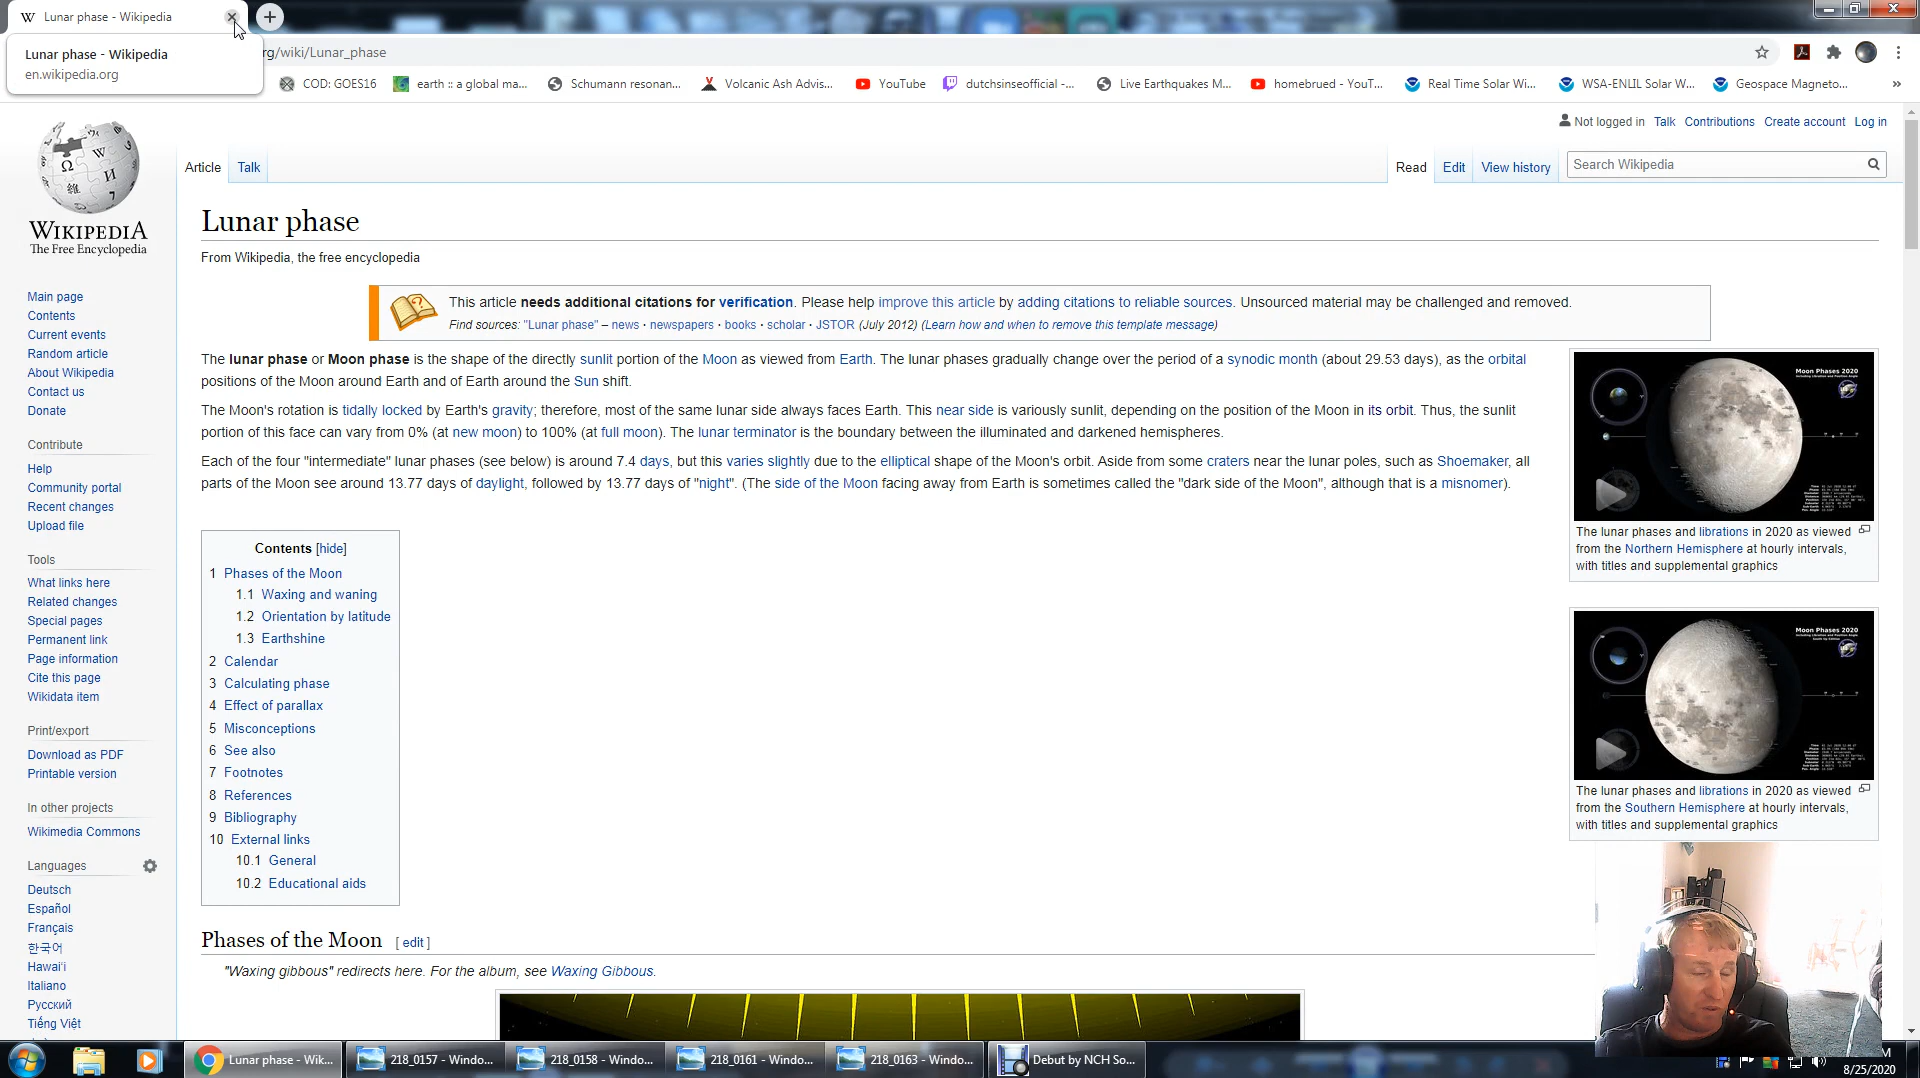 Lunar phase - Wikipedia
Lunar phase - Wikipedia
en.wikipedia.org
rg/wiki/Lunar_phase
COD: GOES16
earth :: a global ma...
Schumann resonan...
Volcanic Ash Advis...
YouTube
dutchsinseofficial -...
Live Earthquakes M...
homebrued - YouT...
Real Time Solar Wi...
WSA-ENLIL Solar W...
Geospace Magneto...
»
Not logged in Talk Contributions Create account Log in
Article Talk
Read Edit View history
Search Wikipedia
WIKIPEDIA
The Free Encyclopedia
Main page
Contents
Current events
Random article
About Wikipedia
Contact us
Donate
Contribute
Help
Community portal
Recent changes
Upload file
Tools
What links here
Related changes
Special pages
Permanent link
Page information
Cite this page
Wikidata item
Print/export
Download as PDF
Printable version
In other projects
Wikimedia Commons
Languages
Deutsch
Español
Français
한국어
Hawaiʻi
Italiano
Русский
Tiếng Việt
Lunar phase
From Wikipedia, the free encyclopedia
This article needs additional citations for verification. Please help improve this article by adding citations to reliable sources. Unsourced material may be challenged and removed.
Find sources: "Lunar phase" – news · newspapers · books · scholar · JSTOR (July 2012) (Learn how and when to remove this template message)
The lunar phase or Moon phase is the shape of the directly sunlit portion of the Moon as viewed from Earth. The lunar phases gradually change over the period of a synodic month (about 29.53 days), as the orbital
positions of the Moon around Earth and of Earth around the Sun shift.
The Moon's rotation is tidally locked by Earth's gravity; therefore, most of the same lunar side always faces Earth. This near side is variously sunlit, depending on the position of the Moon in its orbit. Thus, the sunlit
portion of this face can vary from 0% (at new moon) to 100% (at full moon). The lunar terminator is the boundary between the illuminated and darkened hemispheres.
Each of the four "intermediate" lunar phases (see below) is around 7.4 days, but this varies slightly due to the elliptical shape of the Moon's orbit. Aside from some craters near the lunar poles, such as Shoemaker, all
parts of the Moon see around 13.77 days of daylight, followed by 13.77 days of "night". (The side of the Moon facing away from Earth is sometimes called the "dark side of the Moon", although that is a misnomer).
Contents [hide]
1 Phases of the Moon
1.1 Waxing and waning
1.2 Orientation by latitude
1.3 Earthshine
2 Calendar
3 Calculating phase
4 Effect of parallax
5 Misconceptions
6 See also
7 Footnotes
8 References
9 Bibliography
10 External links
10.1 General
10.2 Educational aids
Moon Phases 2020
The lunar phases and librations in 2020 as viewed
from the Northern Hemisphere at hourly intervals,
with titles and supplemental graphics
Moon Phases 2020
The lunar phases and librations in 2020 as viewed
from the Southern Hemisphere at hourly intervals,
with titles and supplemental graphics
Phases of the Moon [ edit ]
"Waxing gibbous" redirects here. For the album, see Waxing Gibbous.
Lunar phase - Wik...
218_0157 - Windo...
218_0158 - Windo...
218_0161 - Windo...
218_0163 - Windo...
Debut by NCH So...
8/25/2020